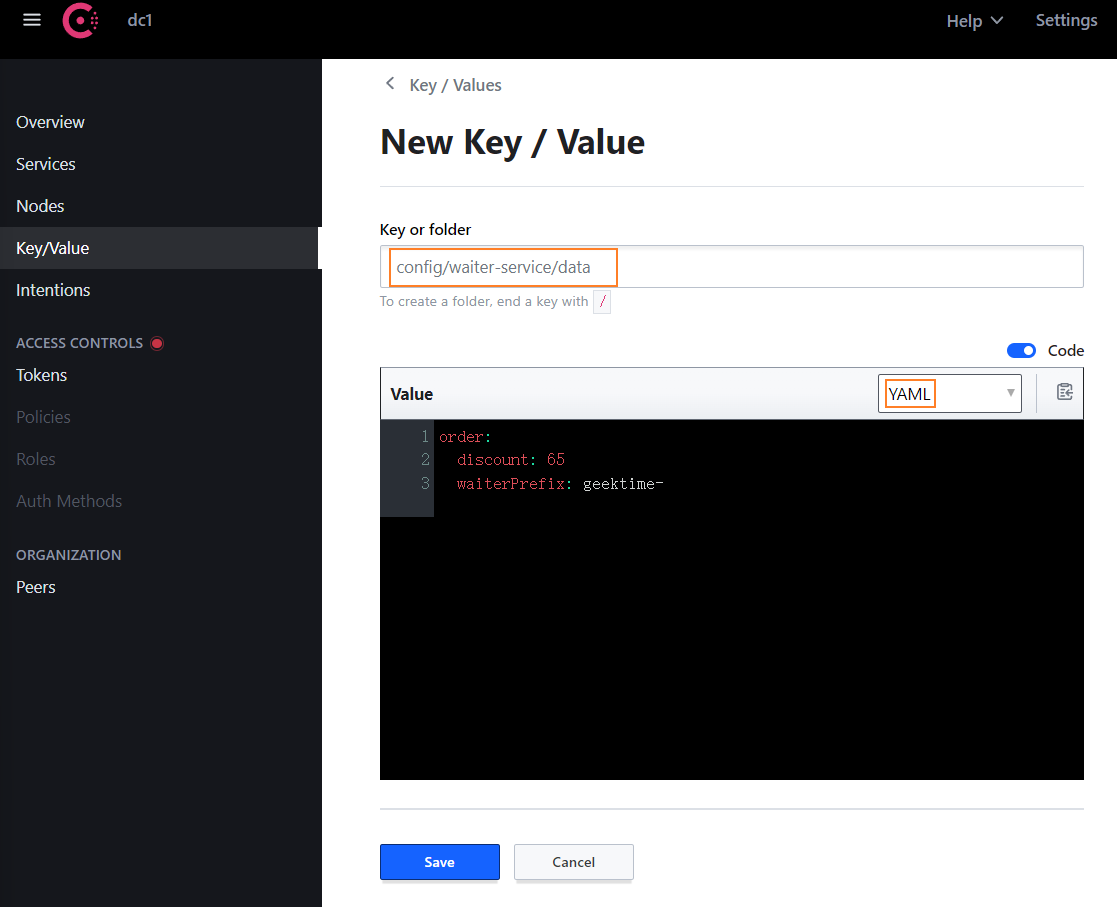 dc1
Help
Settings
Overview
Services
Nodes
Key/Value
Intentions
ACCESS CONTROLS
Tokens
Policies
Roles
Auth Methods
ORGANIZATION
Peers
Key / Values
New Key / Value
Key or folder
config/waiter-service/data
To create a folder, end a key with /
Code
Value
YAML
1 order:
2   discount: 65
3   waiterPrefix: geektime-
Save
Cancel